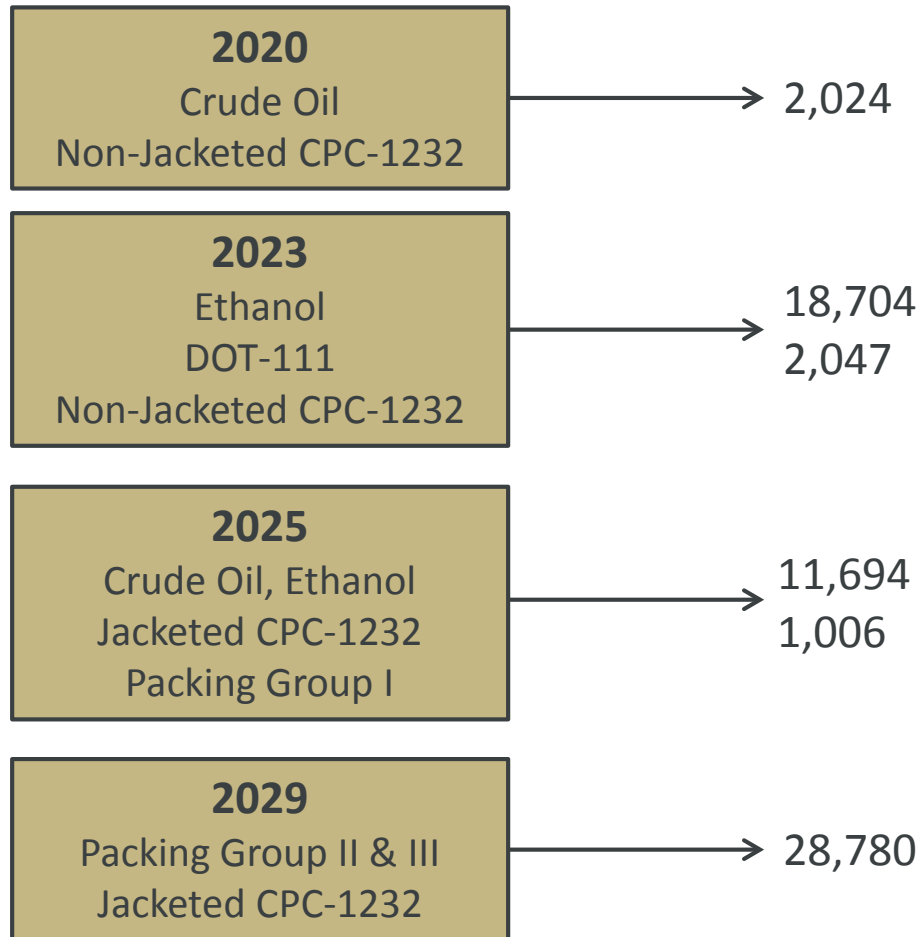 2020
Crude Oil
Non-Jacketed CPC-1232
2,024
2023
Ethanol
DOT-111
Non-Jacketed CPC-1232
18,704
2,047
2025
Crude Oil, Ethanol
Jacketed CPC-1232
Packing Group I
11,694
1,006
2029
Packing Group II & III
Jacketed CPC-1232
28,780